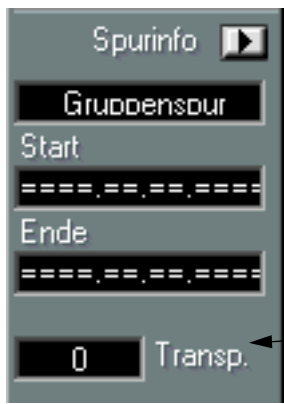 Spurinfo
Gruppenspur
Start
====.==.==.====
Ende
====.==.==.====
0 Transp.